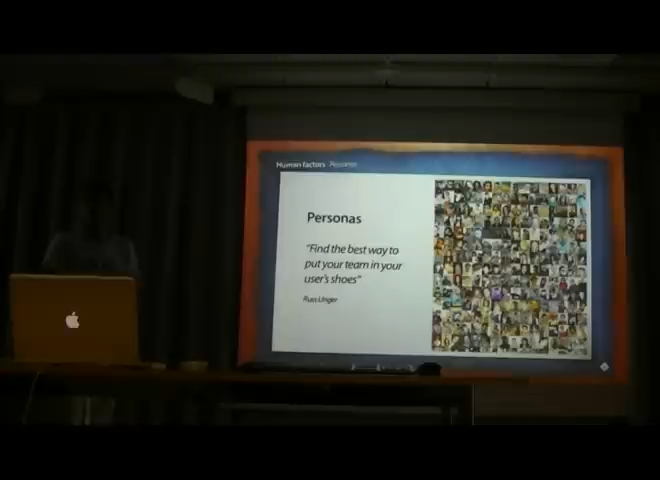 Human factors Personas
Personas
"Find the best way to
put your team in your
user's shoes"
Russ Unger